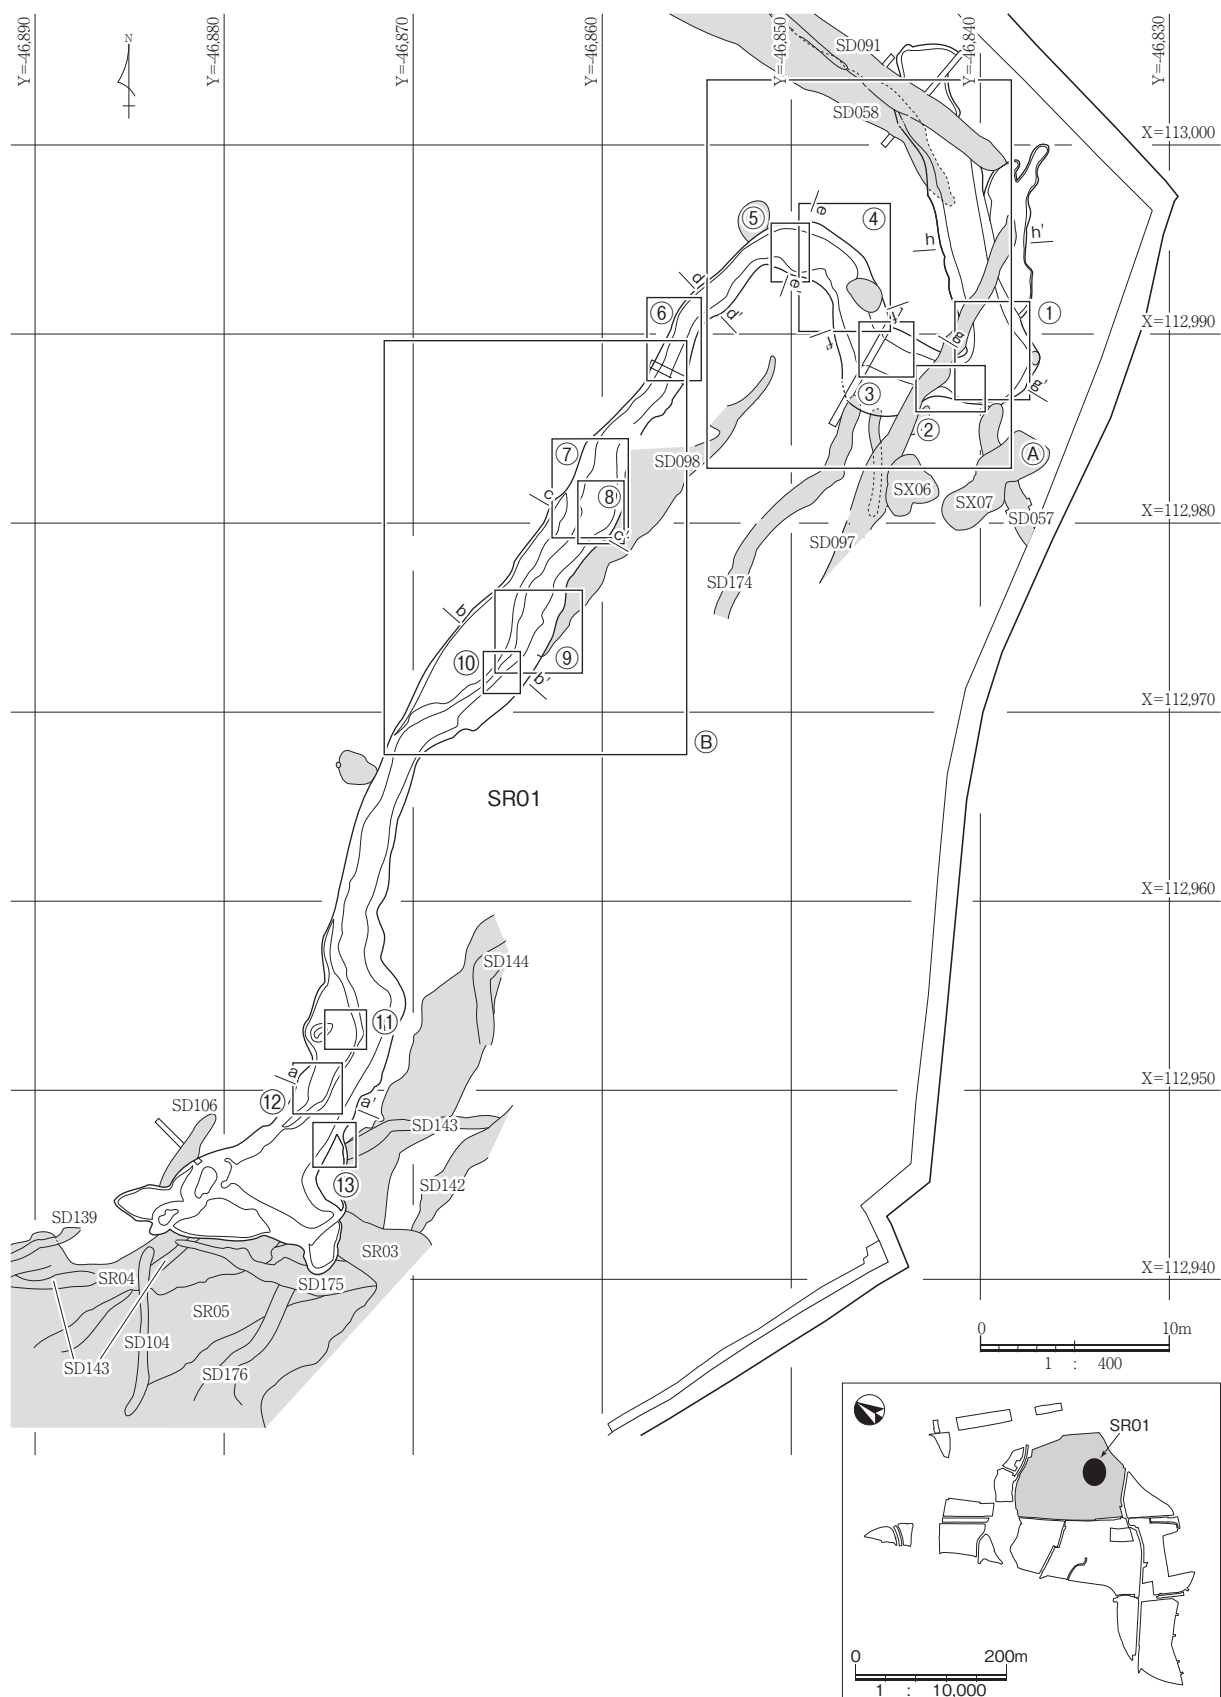 Y=-46,890
Y=-46,880
Y=-46,870
Y=-46,860
Y=-46,850
Y=-46,840
Y=-46,830
N
SD091
SD058
X=113,000
⑤
e
④
h
h'
d
e'
⑥
d'
f'
f
①
X=112,990
g
g'
③
②
⑦
SD098
Ⓐ
c
⑧
SX06
SX07
c'
SD057
X=112,980
SD097
SD174
b
⑩
⑨
b'
X=112,970
Ⓑ
SR01
X=112,960
SD144
⑪
a
X=112,950
⑫
a'
SD106
SD143
⑬
SD142
SD139
SR03
SR04
SD175
X=112,940
SR05
SD104
SD143
SD176
0 10m
1 : 400
SR01
0 200m
1 : 10,000